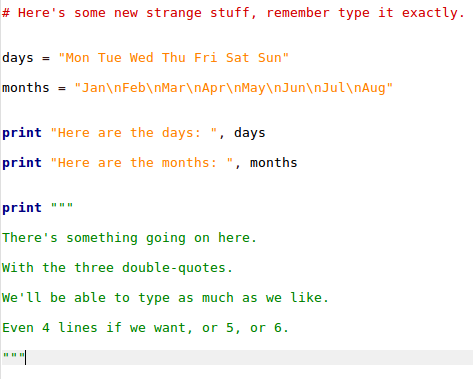 # Here's some new strange stuff, remember type it exactly.
days = "Mon Tue Wed Thu Fri Sat Sun"
months = "Jan\nFeb\nMar\nApr\nMay\nJun\nJul\nAug"
print "Here are the days: ", days
print "Here are the months: ", months
print """
There's something going on here.
With the three double-quotes.
We'll be able to type as much as we like.
Even 4 lines if we want, or 5, or 6.
"""